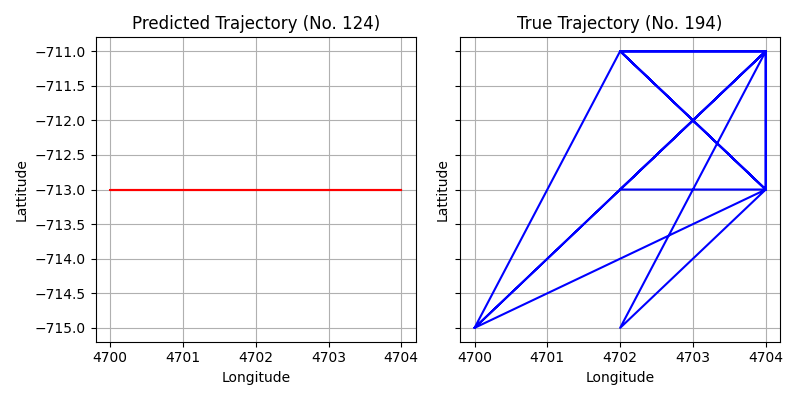 Predicted Trajectory (No. 124)
True Trajectory (No. 194)
−711.0
−711.5
−712.0
−712.5
−713.0
−713.5
−714.0
−714.5
−715.0
Lattitude
Lattitude
4700 4701 4702 4703 4704
4700 4701 4702 4703 4704
Longitude
Longitude